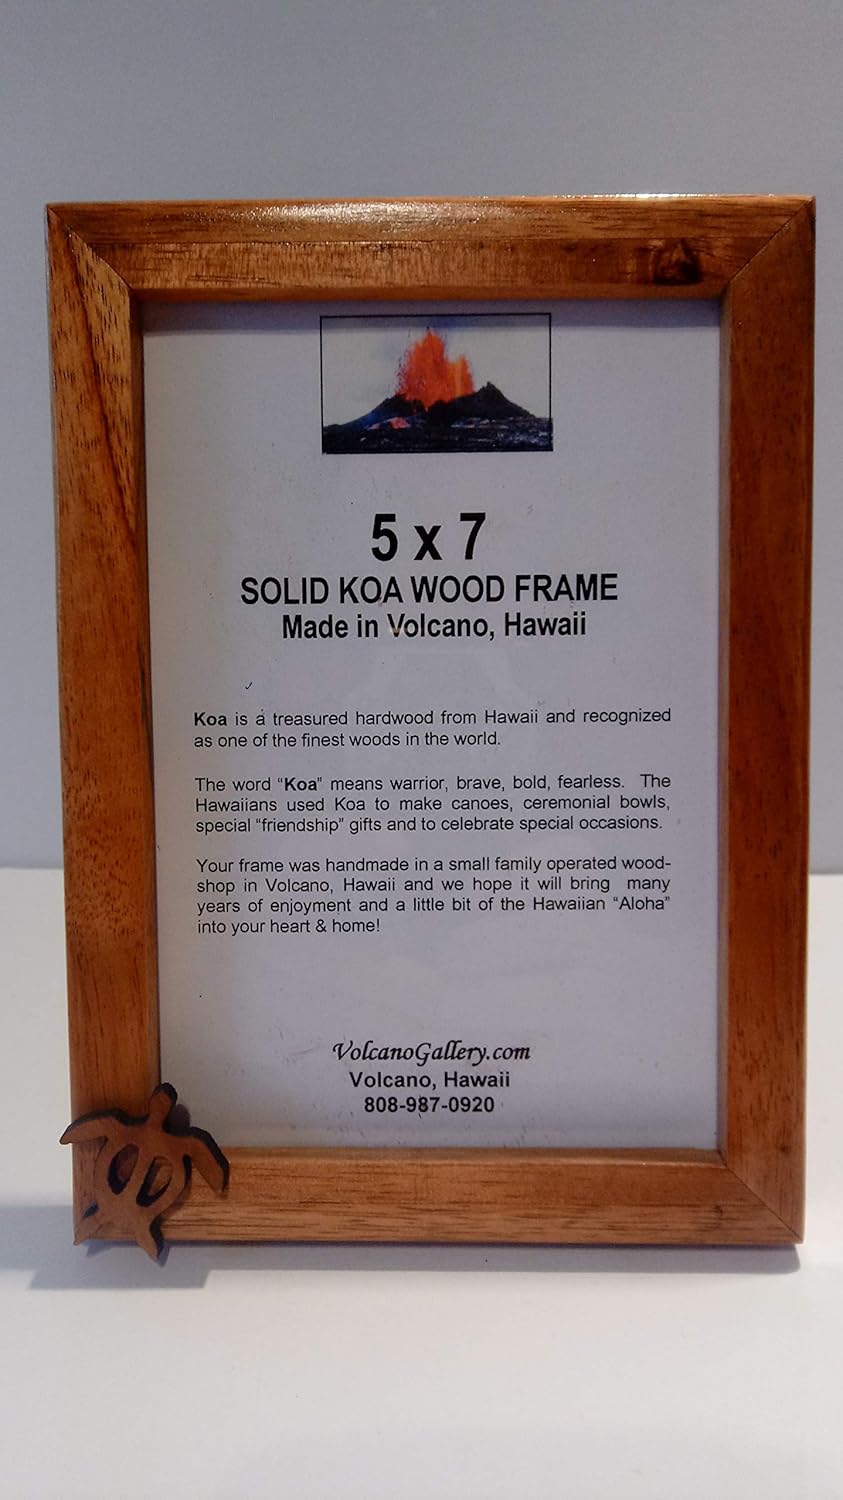 5 x 7
SOLID KOA WOOD FRAME
Made in Volcano, Hawaii
Koa is a treasured hardwood from Hawaii and recognized
as one of the finest woods in the world.
The word "Koa" means warrior, brave, bold, fearless. The
Hawaiians used Koa to make canoes, ceremonial bowls,
special "friendship" gifts and to celebrate special occasions.
Your frame was handmade in a small family operated wood-
shop in Volcano, Hawaii and we hope it will bring many
years of enjoyment and a little bit of the Hawaiian "Aloha"
into your heart & home!
VolcanoGallery.com
Volcano, Hawaii
808-987-0920